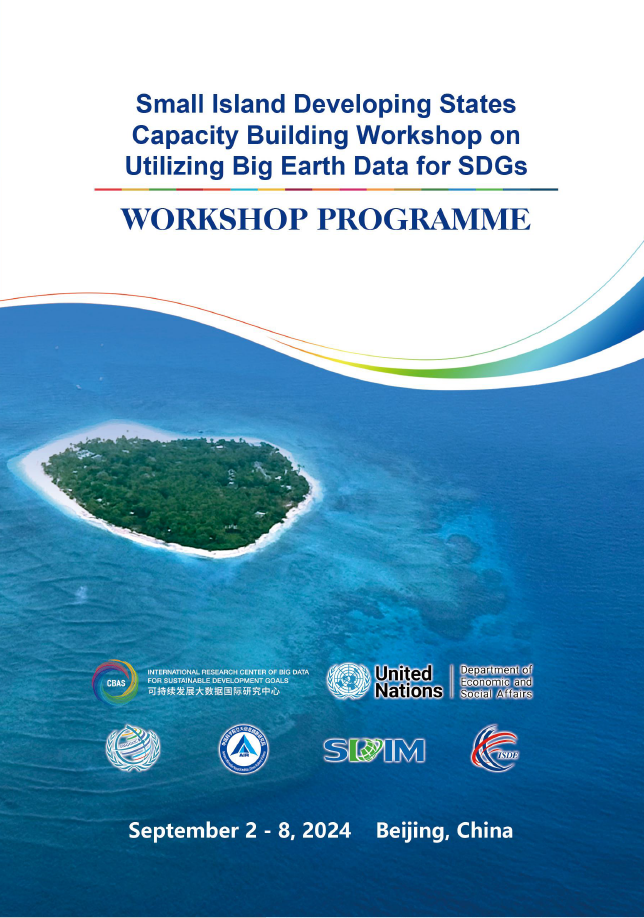 Small Island Developing States
Capacity Building Workshop on
Utilizing Big Earth Data for SDGs
WORKSHOP PROGRAMME
CBAS
INTERNATIONAL RESEARCH CENTER OF BIG DATA
FOR SUSTAINABLE DEVELOPMENT GOALS
可持续发展大数据国际研究中心
United
Nations
Department of
Economic and
Social Affairs
AIR
SDIM
ISDE
September 2 - 8, 2024 Beijing, China